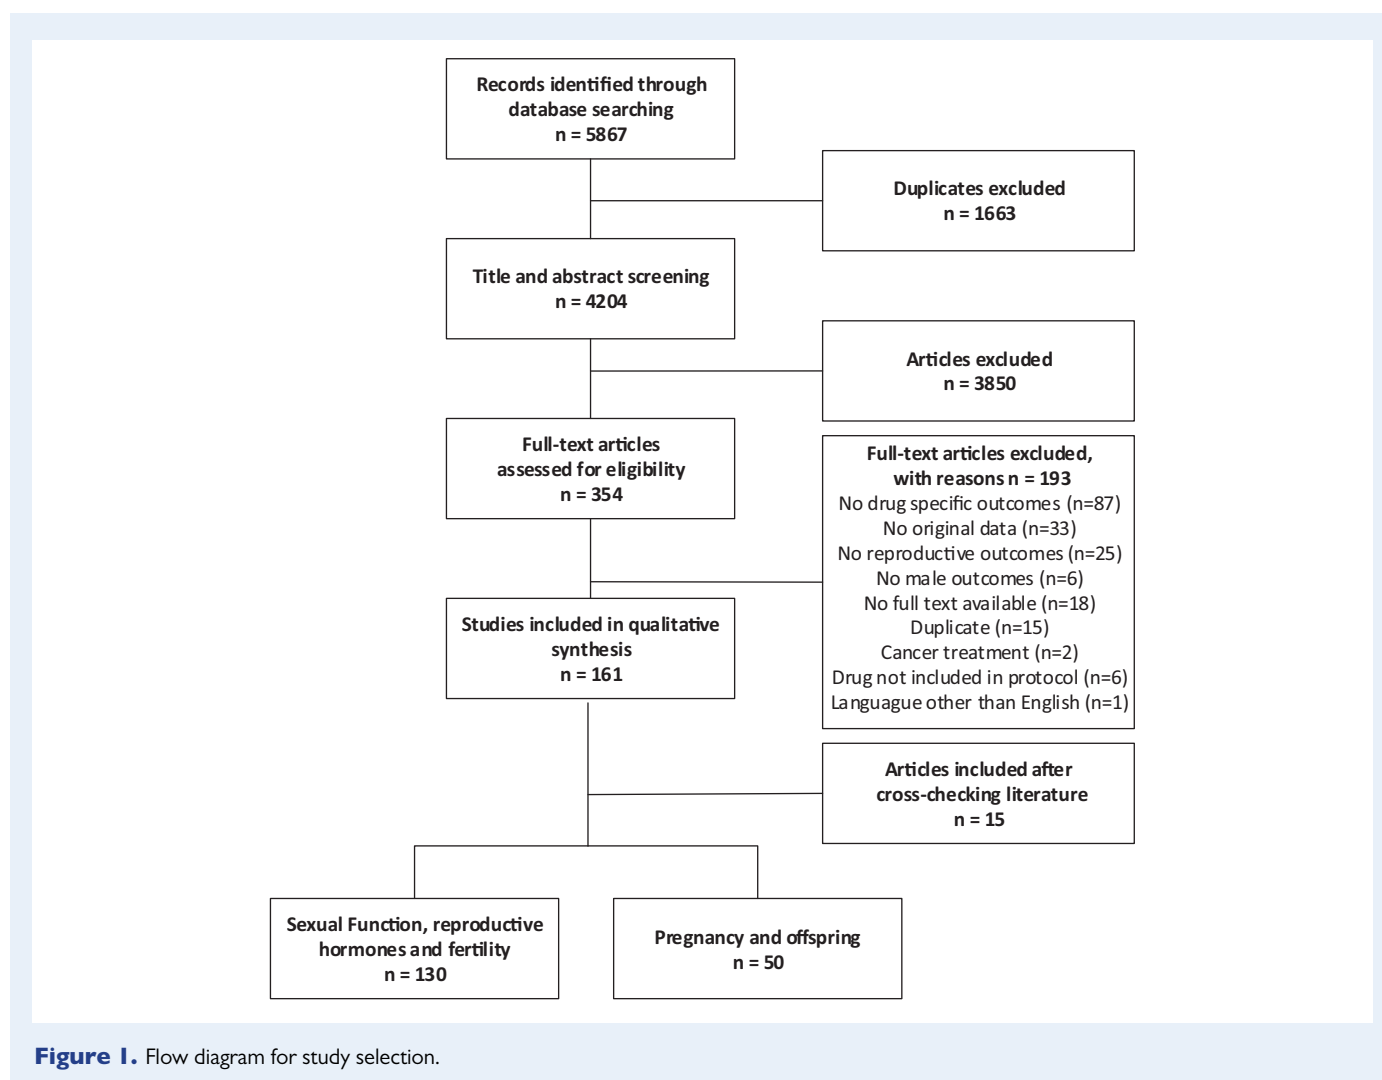 Records identified through
database searching
n = 5867
Duplicates excluded
n = 1663
Title and abstract screening
n = 4204
Articles excluded
n = 3850
Full-text articles
assessed for eligibility
n = 354
Full-text articles excluded,
with reasons n = 193
No drug specific outcomes (n=87)
No original data (n=33)
No reproductive outcomes (n=25)
No male outcomes (n=6)
No full text available (n=18)
Duplicate (n=15)
Cancer treatment (n=2)
Drug not included in protocol (n=6)
Languague other than English (n=1)
Studies included in qualitative
synthesis
n = 161
Articles included after
cross-checking literature
n = 15
Sexual Function, reproductive
hormones and fertility
n = 130
Pregnancy and offspring
n = 50
Figure 1. Flow diagram for study selection.